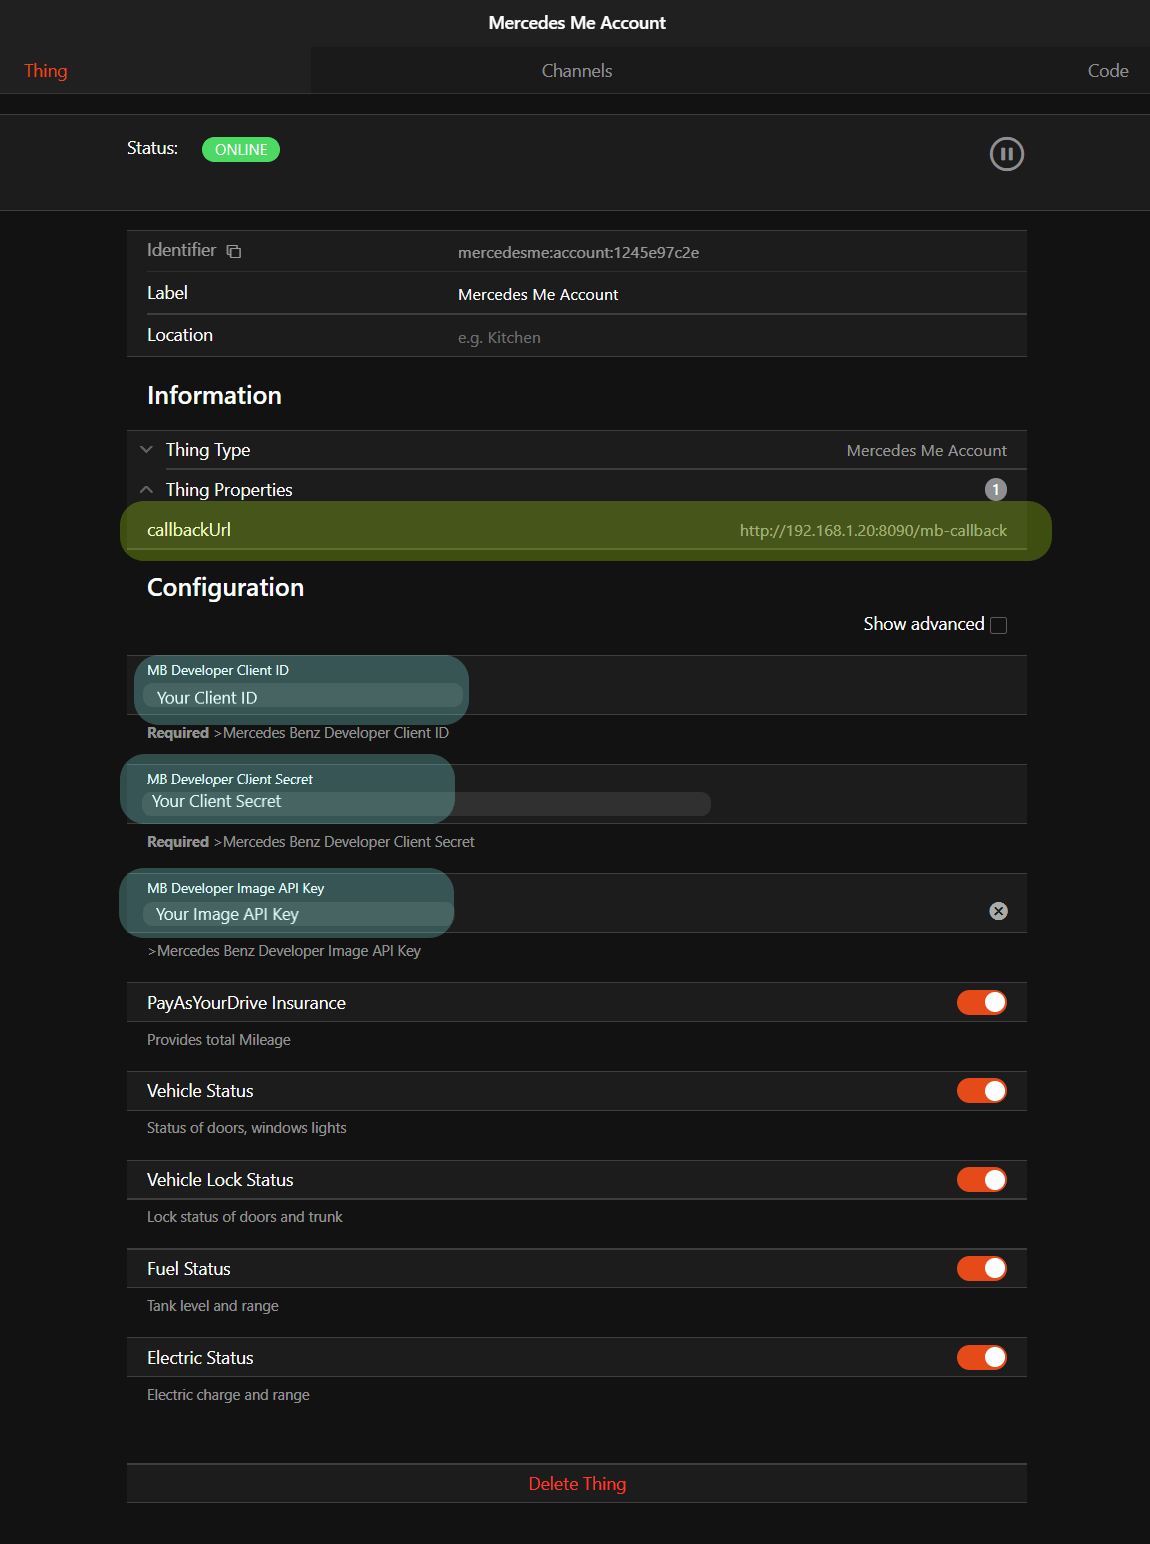 Mercedes Me Account
Thing Channels Code
Status: ONLINE
Identifier mercedesme:account:1245e97c2e
Label Mercedes Me Account
Location e.g. Kitchen
Information
Thing Type Mercedes Me Account
Thing Properties 1
callbackUrl http://192.168.1.20:8090/mb-callback
Configuration
Show advanced
MB Developer Client ID
Your Client ID
Required >Mercedes Benz Developer Client ID
MB Developer Client Secret
Your Client Secret
Required >Mercedes Benz Developer Client Secret
MB Developer Image API Key
Your Image API Key
>Mercedes Benz Developer Image API Key
PayAsYourDrive Insurance
Provides total Mileage
Vehicle Status
Status of doors, windows lights
Vehicle Lock Status
Lock status of doors and trunk
Fuel Status
Tank level and range
Electric Status
Electric charge and range
Delete Thing